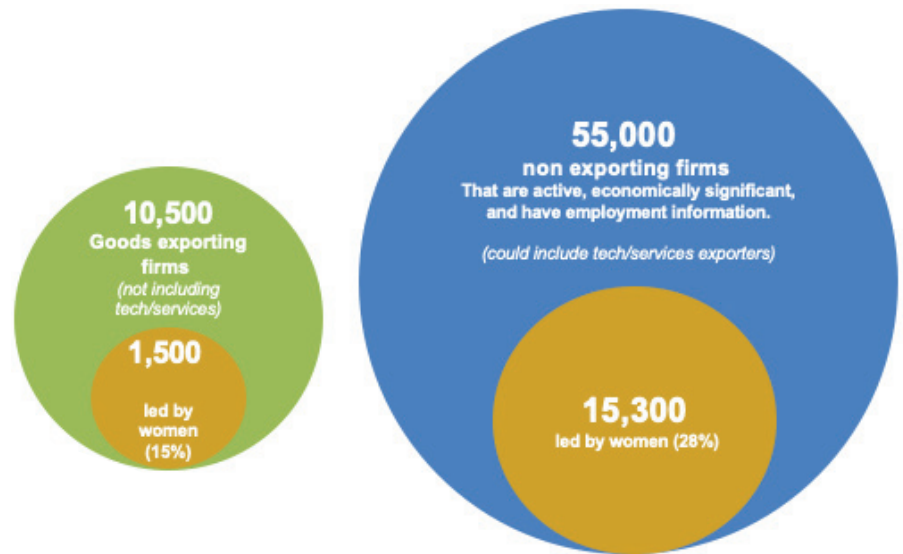 10,500
Goods exporting
firms
(not including
tech/services)
1,500
led by
women
(15%)
55,000
non exporting firms
That are active, economically significant,
and have employment information.
(could include tech/services exporters)
15,300
led by women (28%)